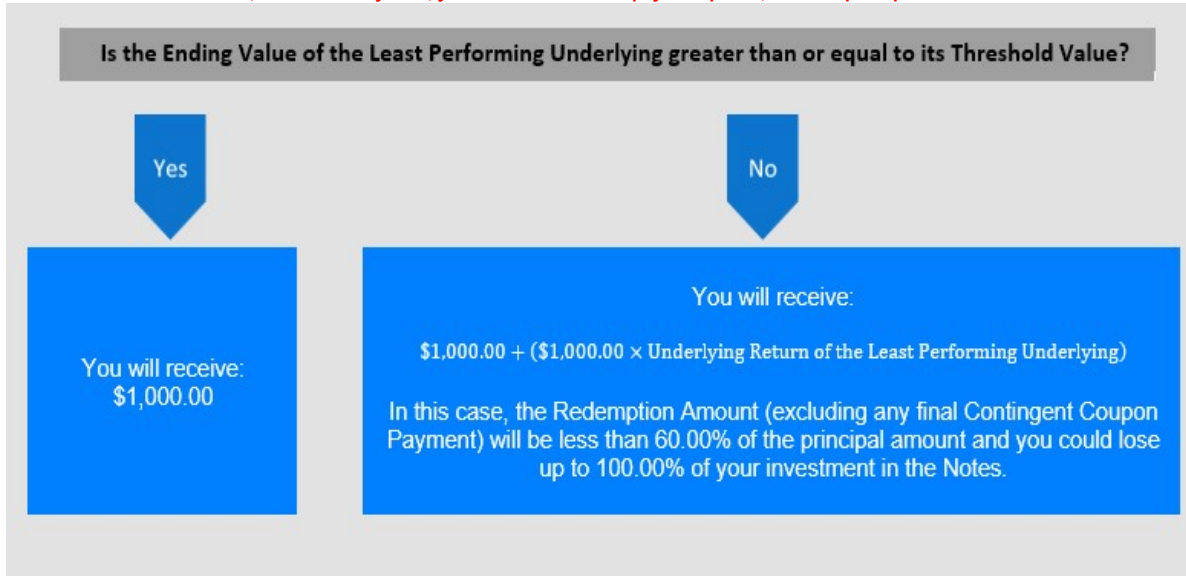 Is the Ending Value of the Least Performing Underlying greater than or equal to its Threshold Value?
Yes
No
You will receive:
$1,000.00
You will receive:
$1,000.00 + ($1,000.00 × Underlying Return of the Least Performing Underlying)
In this case, the Redemption Amount (excluding any final Contingent Coupon
Payment) will be less than 60.00% of the principal amount and you could lose
up to 100.00% of your investment in the Notes.